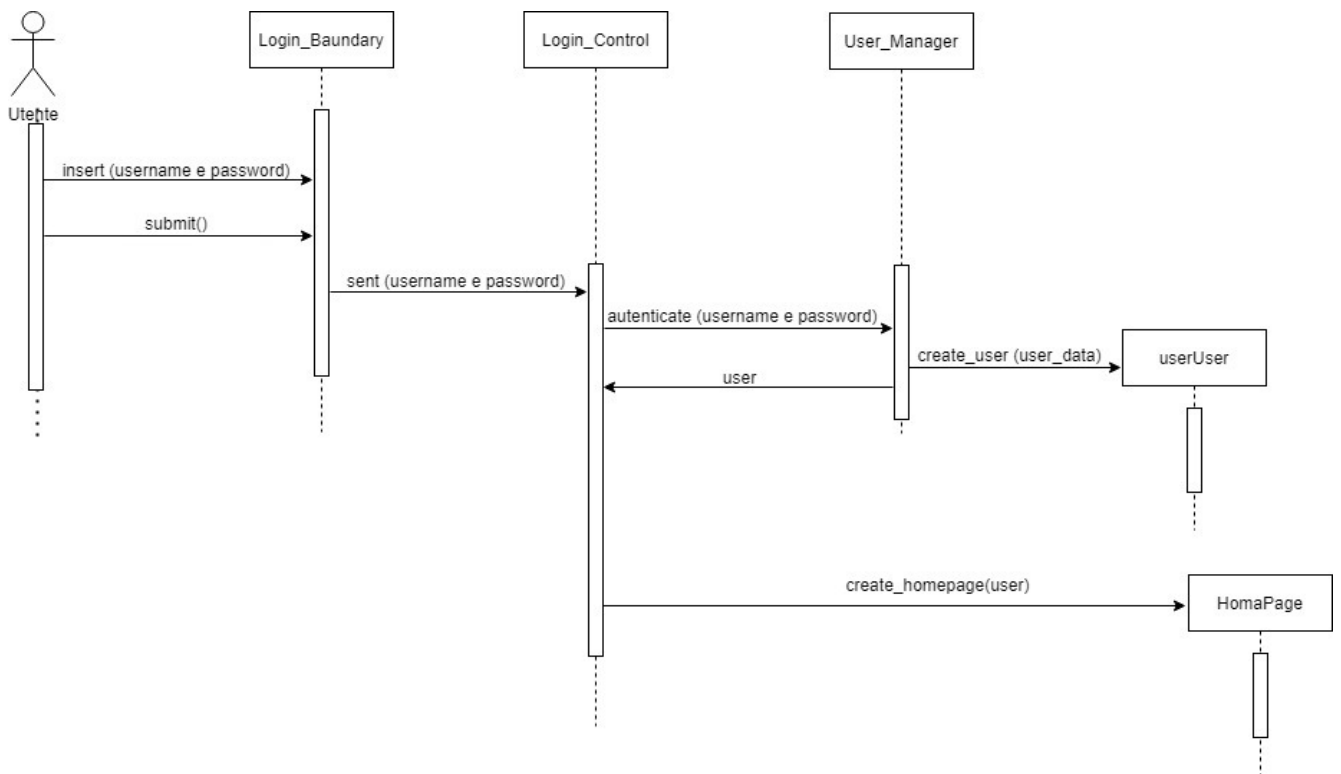 Login_Baundary
Login_Control
User_Manager
Utente
insert (username e password)
submit()
sent (username e password)
autenticate (username e password)
create_user (user_data)
userUser
user
create_homepage(user)
HomaPage